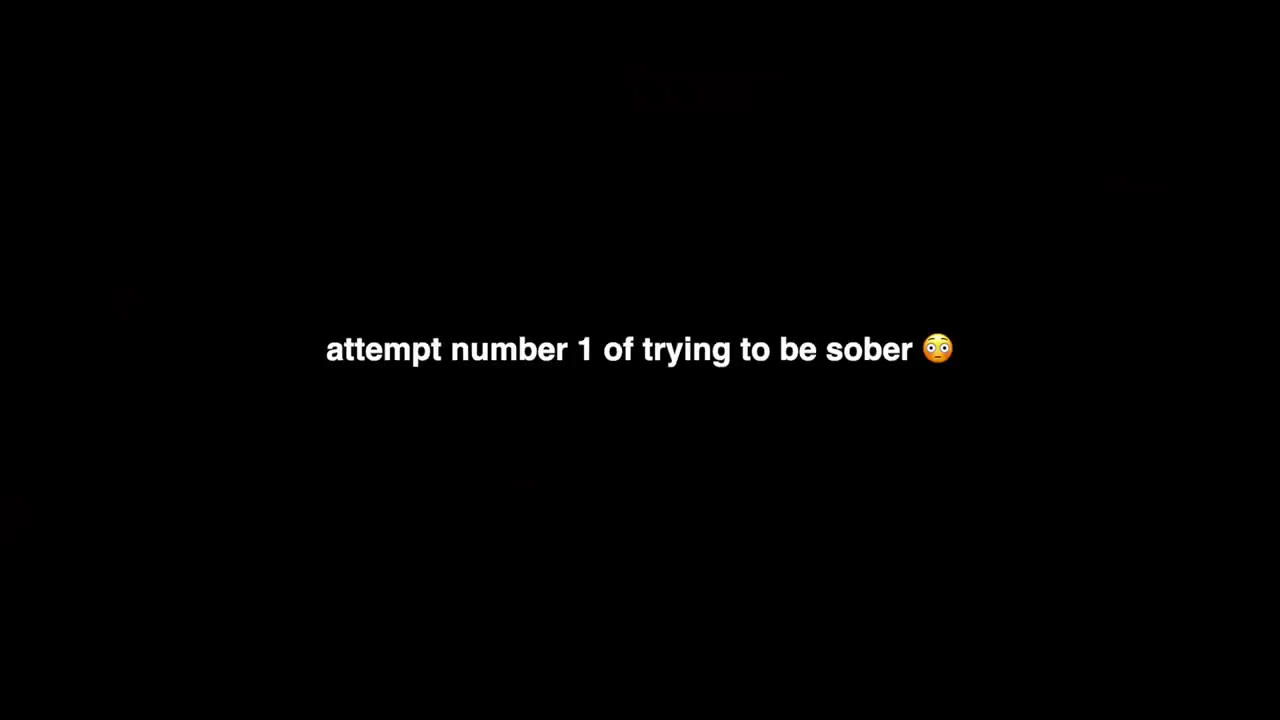 attempt number 1 of trying to be sober 😳